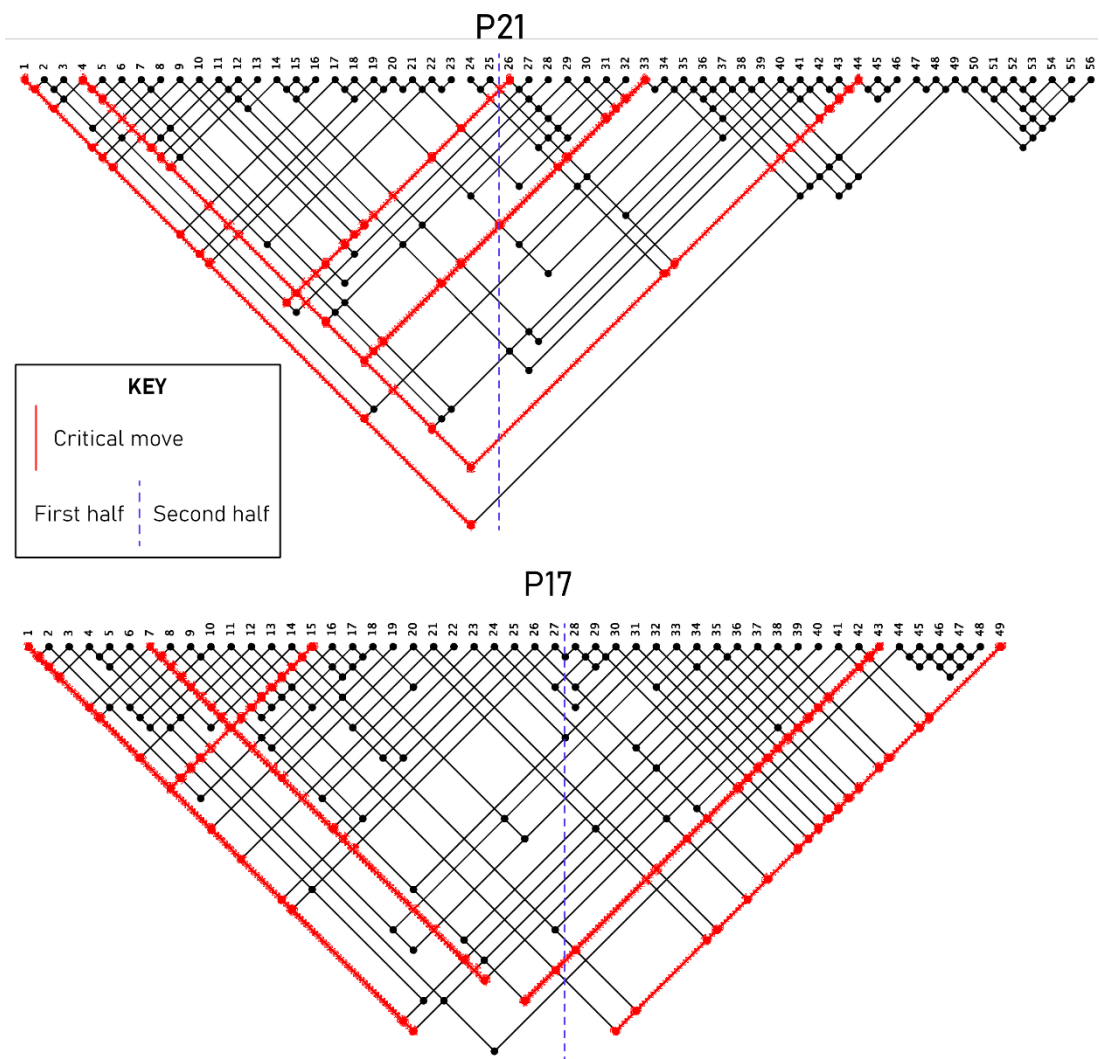 P21
1 2 3 4 5 6 7 8 9 10 11 12 13 14 15 16 17 18 19 20 21 22 23 24 25 26 27 28 29 30 31 32 33 34 35 36 37 38 39 40 41 42 43 44 45 46 47 48 49 50 51 52 53 54 55 56
KEY
Critical move
First half Second half
P17
1 2 3 4 5 6 7 8 9 10 11 12 13 14 15 16 17 18 19 20 21 22 23 24 25 26 27 28 29 30 31 32 33 34 35 36 37 38 39 40 41 42 43 44 45 46 47 48 49